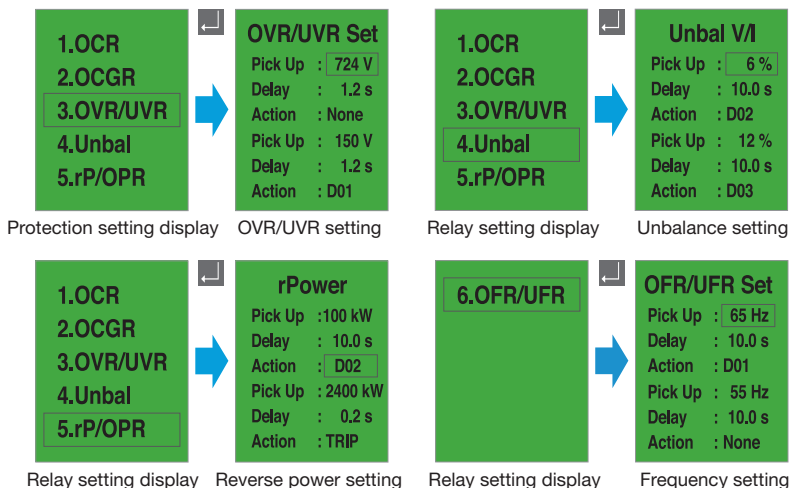 1.OCR
2.OCGR
3.OVR/UVR
4.Unbal
5.rP/OPR
Protection setting display
OVR/UVR Set
Pick Up : 724 V
Delay : 1.2 s
Action : None
Pick Up : 150 V
Delay : 1.2 s
Action : D01
OVR/UVR setting
1.OCR
2.OCGR
3.OVR/UVR
4.Unbal
5.rP/OPR
Relay setting display
Unbal V/I
Pick Up : 6 %
Delay : 10.0 s
Action : D02
Pick Up : 12 %
Delay : 10.0 s
Action : D03
Unbalance setting
1.OCR
2.OCGR
3.OVR/UVR
4.Unbal
5.rP/OPR
Relay setting display
rPower
Pick Up :100 kW
Delay : 10.0 s
Action : D02
Pick Up : 2400 kW
Delay : 0.2 s
Action : TRIP
Reverse power setting
6.OFR/UFR
Relay setting display
OFR/UFR Set
Pick Up : 65 Hz
Delay : 10.0 s
Action : D01
Pick Up : 55 Hz
Delay : 10.0 s
Action : None
Frequency setting